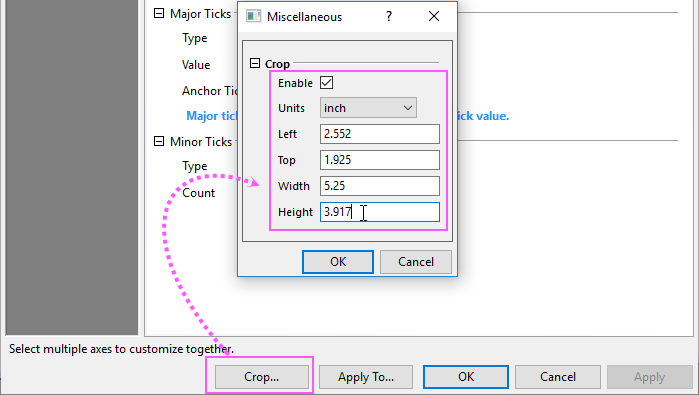 Major Ticks
Type
Value
Anchor Tic
Major tick
ick value.
Minor Ticks
Type
Count
Miscellaneous
Crop
Enable
Units inch
Left 2.552
Top 1.925
Width 5.25
Height 3.917
OK Cancel
Select multiple axes to customize together.
Crop... Apply To... OK Cancel Apply